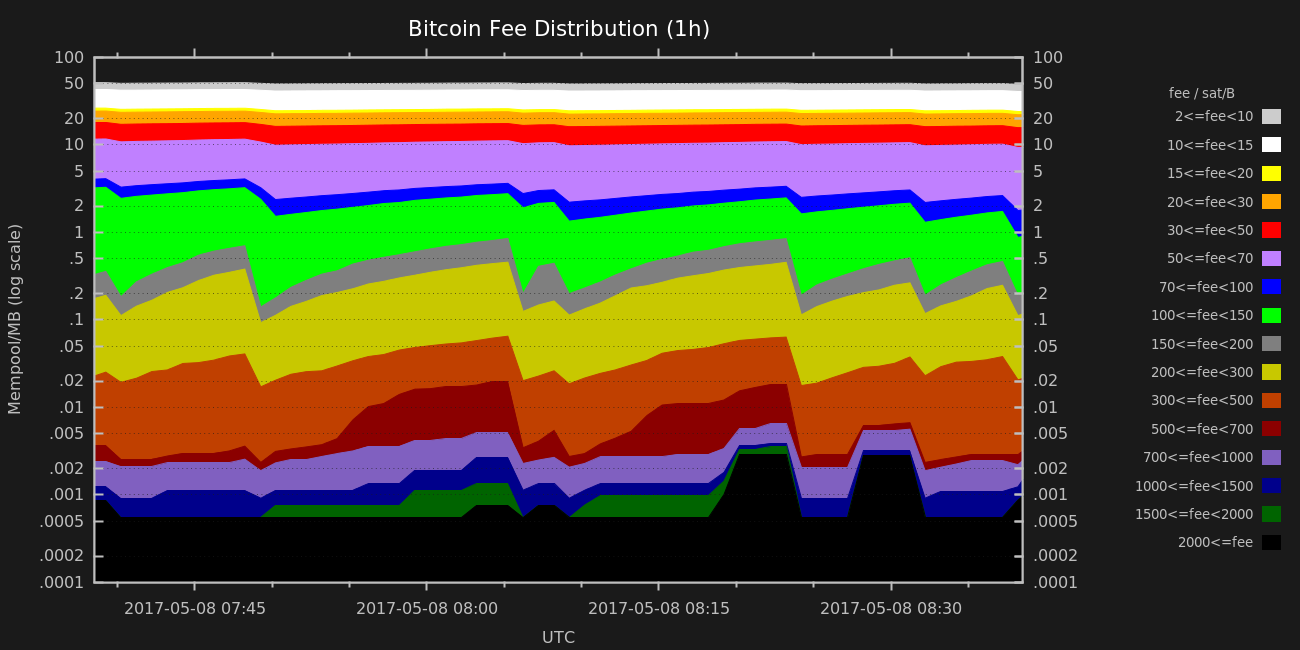 Bitcoin Fee Distribution (1h)
100
50
20
10
5
2
1
.5
.2
.1
.05
.02
.01
.005
.002
.001
.0005
.0002
.0001
Mempool/MB (log scale)
100
50
20
10
5
2
1
.5
.2
.1
.05
.02
.01
.005
.002
.001
.0005
.0002
.0001
2017-05-08 07:45
2017-05-08 08:00
2017-05-08 08:15
2017-05-08 08:30
UTC
fee / sat/B
2<=fee<10
10<=fee<15
15<=fee<20
20<=fee<30
30<=fee<50
50<=fee<70
70<=fee<100
100<=fee<150
150<=fee<200
200<=fee<300
300<=fee<500
500<=fee<700
700<=fee<1000
1000<=fee<1500
1500<=fee<2000
2000<=fee